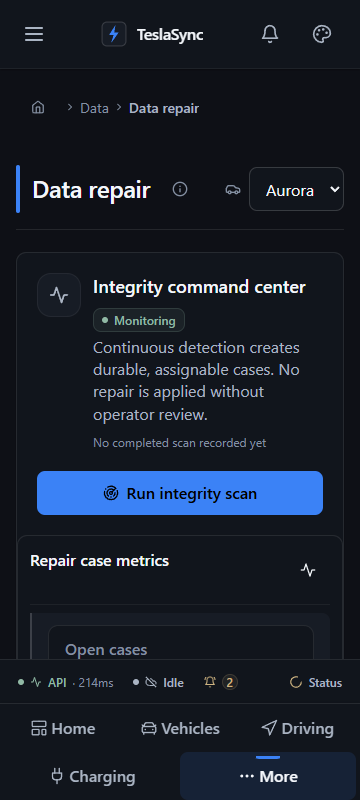 TeslaSync
Data
Data repair
Data repair
Aurora
Integrity command center
Monitoring
Continuous detection creates
durable, assignable cases. No
repair is applied without
operator review.
No completed scan recorded yet
Run integrity scan
Repair case metrics
Open cases
API · 214ms
Idle
2
Status
Home
Vehicles
Driving
Charging
More